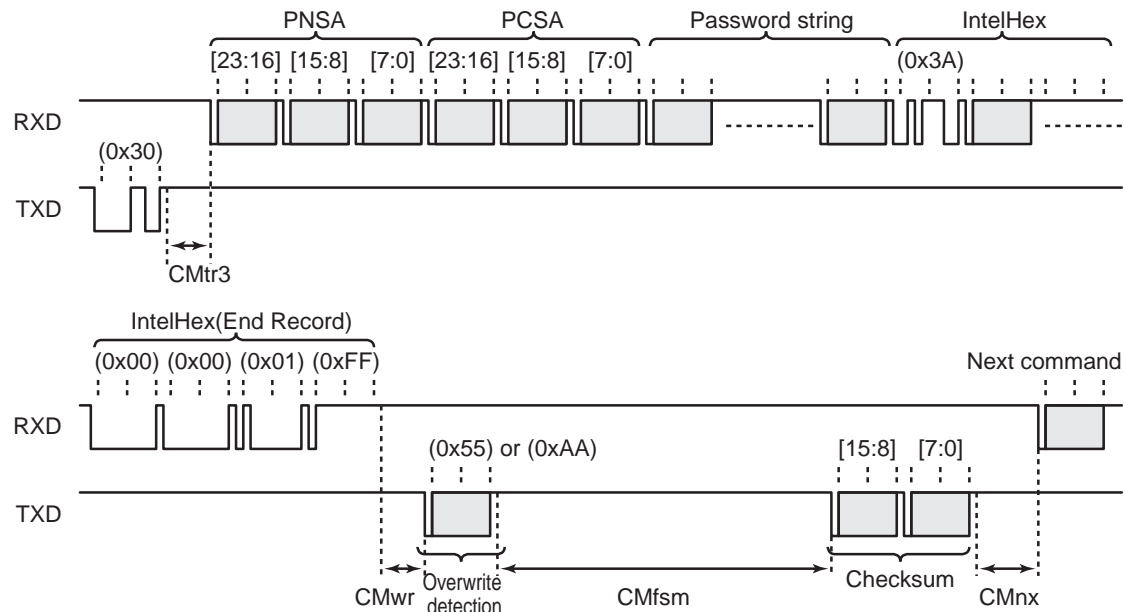 PNSA PCSA Password string IntelHex
[23:16] [15:8] [7:0] [23:16] [15:8] [7:0] (0x3A)
RXD
(0x30)
TXD
CMtr3
IntelHex(End Record)
(0x00) (0x00) (0x01) (0xFF) Next command
RXD
(0x55) or (0xAA) [15:8] [7:0]
TXD
CMwr Overwrite detection CMfsm Checksum CMnx